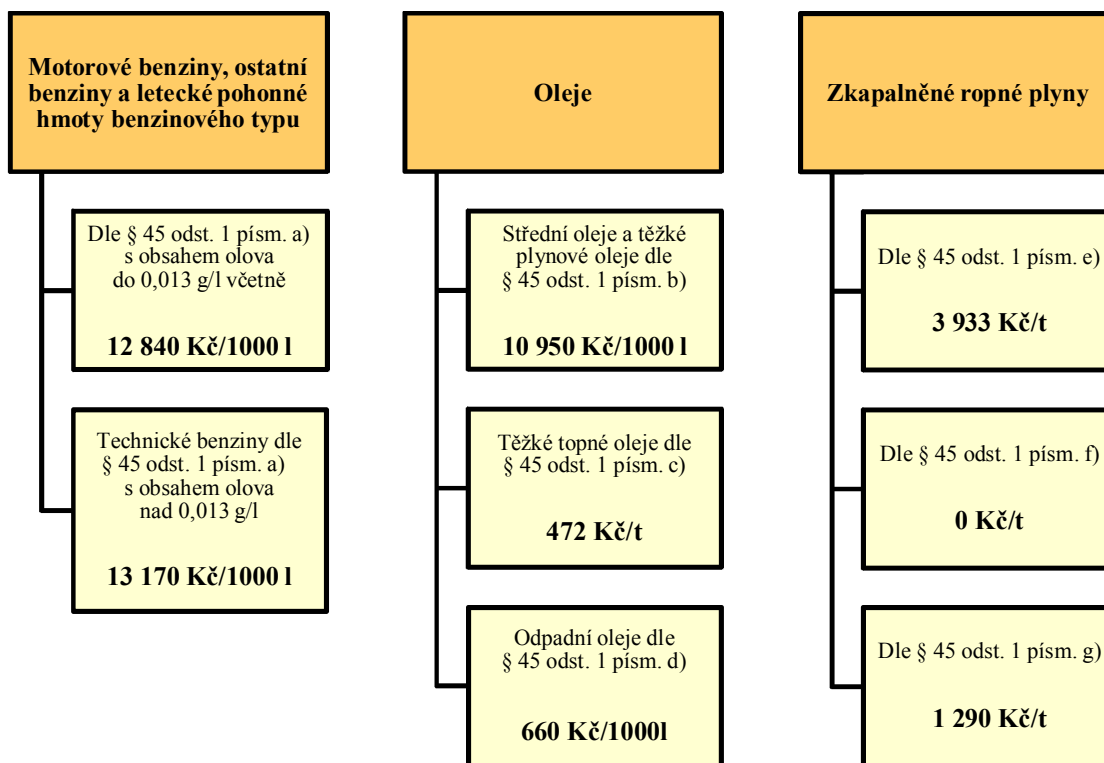 Motorové benziny, ostatní
benziny a letecké pohonné
hmoty benzinového typu
Dle § 45 odst. 1 písm. a)
s obsahem olova
do 0,013 g/l včetně
12 840 Kč/1000 l
Technické benziny dle
§ 45 odst. 1 písm. a)
s obsahem olova
nad 0,013 g/l
13 170 Kč/1000 l
Oleje
Střední oleje a těžké
plynové oleje dle
§ 45 odst. 1 písm. b)
10 950 Kč/1000 l
Těžké topné oleje dle
§ 45 odst. 1 písm. c)
472 Kč/t
Odpadní oleje dle
§ 45 odst. 1 písm. d)
660 Kč/1000l
Zkapalněné ropné plyny
Dle § 45 odst. 1 písm. e)
3 933 Kč/t
Dle § 45 odst. 1 písm. f)
0 Kč/t
Dle § 45 odst. 1 písm. g)
1 290 Kč/t